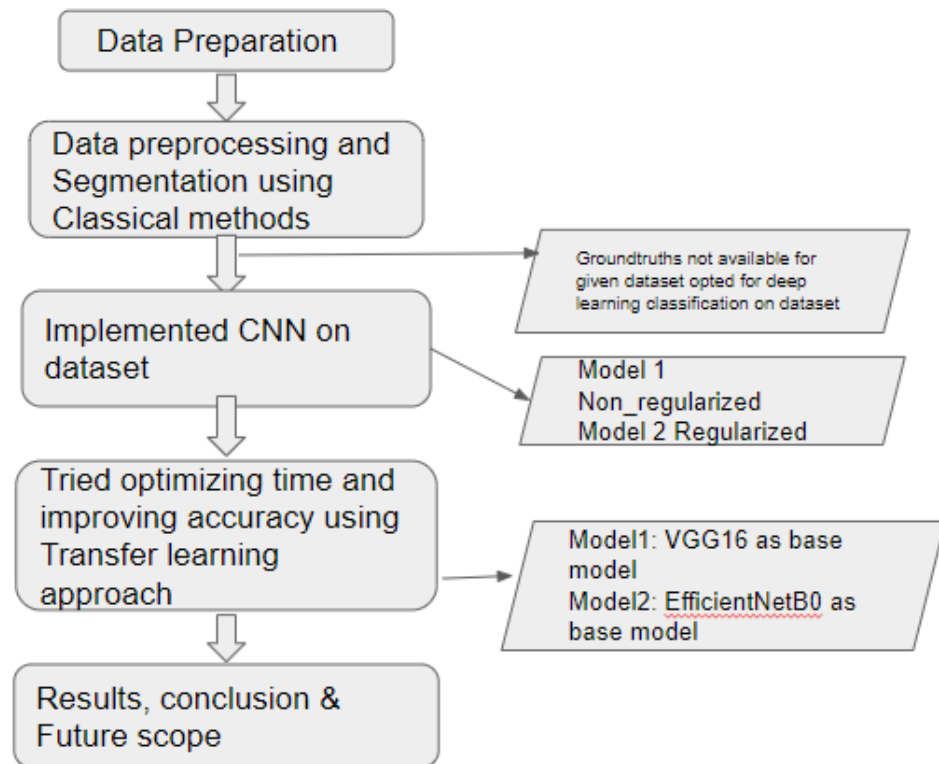 Data Preparation
Data preprocessing and
Segmentation using
Classical methods
Groundtruths not available for
given dataset opted for deep
learning classification on dataset
Implemented CNN on
dataset
Model 1
Non_regularized
Model 2 Regularized
Tried optimizing time and
improving accuracy using
Transfer learning
approach
Model1: VGG16 as base
model
Model2: EfficientNetB0 as
base model
Results, conclusion &
Future scope